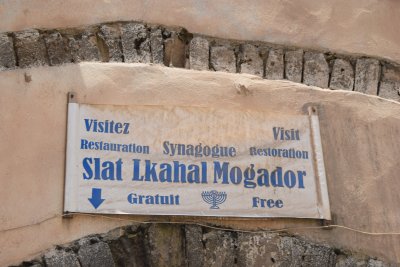 Visitez Visit
Restauration Synagogue Restoration
Slat Lkahal Mogador
Gratuit Free